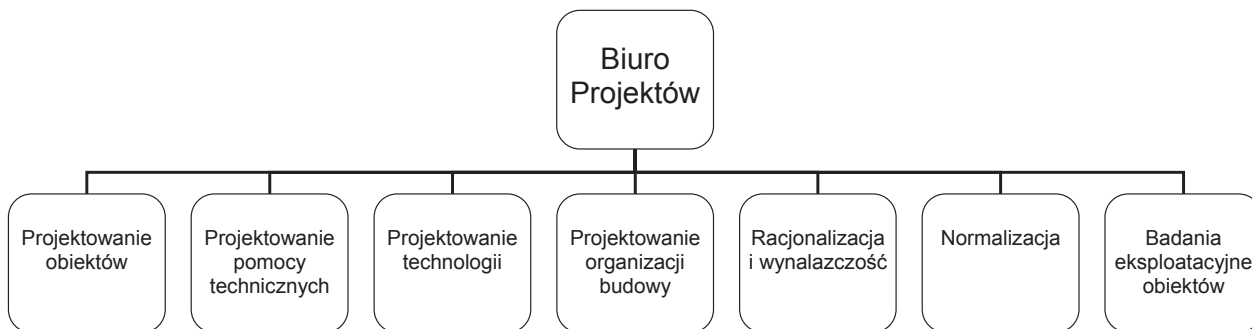 Biuro
Projektów
Projektowanie
obiektów
Projektowanie
pomocy
technicznych
Projektowanie
technologii
Projektowanie
organizacji
budowy
Racjonalizacja
i wynalazczość
Normalizacja
Badania
eksploatacyjne
obiektów